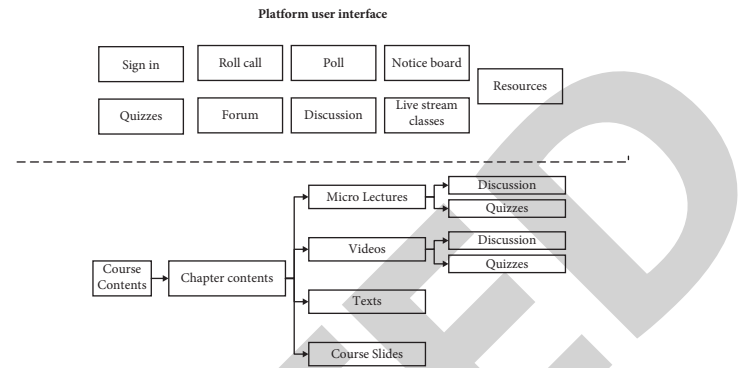 Platform user interface
Sign in
Roll call
Poll
Notice board
Resources
Quizzes
Forum
Discussion
Live stream
classes
Micro Lectures
Discussion
Quizzes
Videos
Discussion
Quizzes
Course
Contents
Chapter contents
Texts
Course Slides